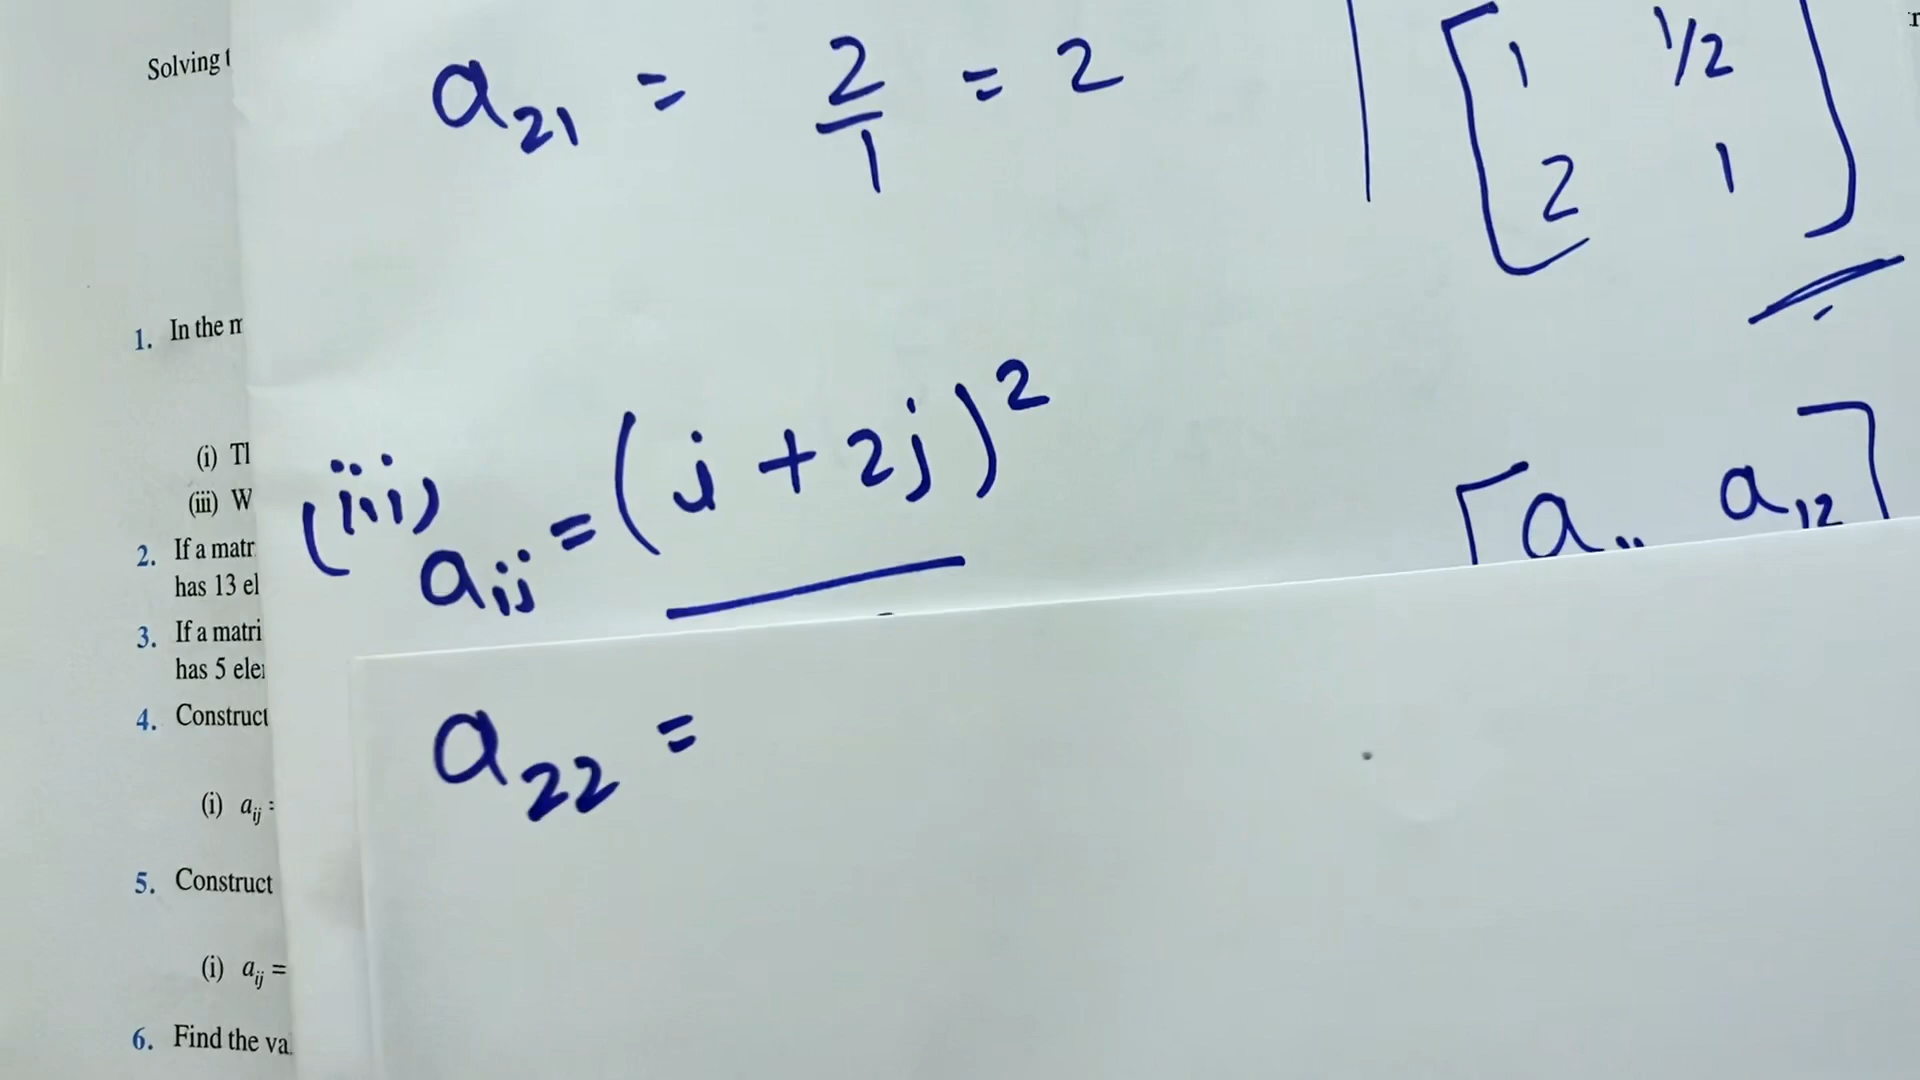 Solving
a21 = 2/1 = 2
[1 1/2
2 1]
1. In the
(i)
(iii) W
(iii) aij = (i + 2j)²
[a11 a12]
2. If a matr
has 13 el
3. If a matri
has 5 ele
4. Construct
a22 =
(i) aij =
5. Construct
(i) aij =
6. Find the va